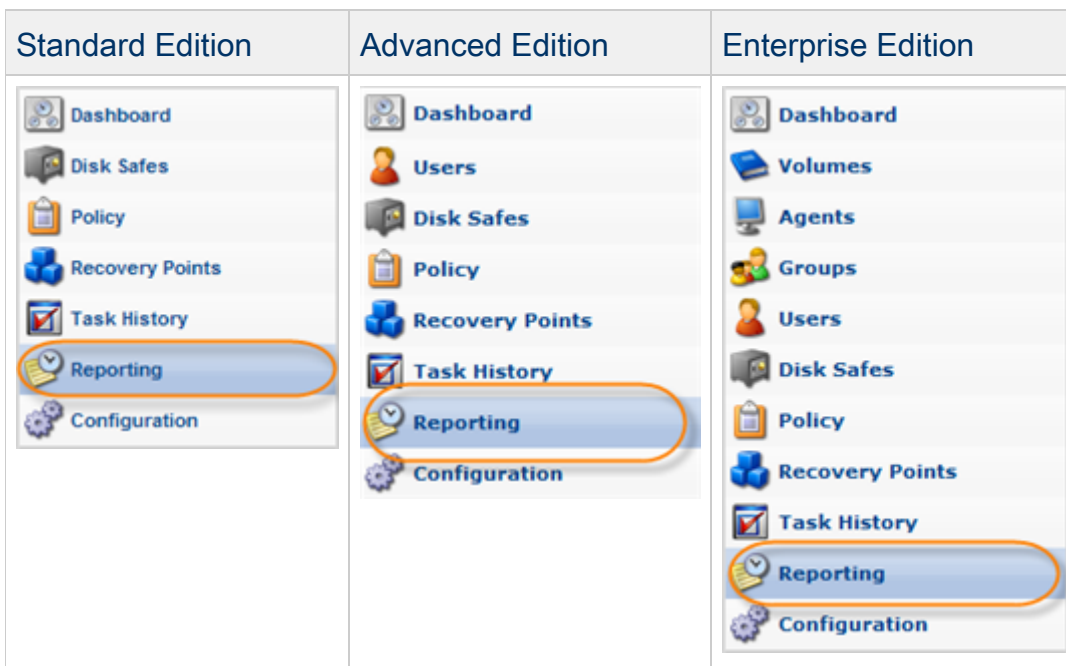 Standard Edition
Advanced Edition
Enterprise Edition
Dashboard
Disk Safes
Policy
Recovery Points
Task History
Reporting
Configuration
Dashboard
Users
Disk Safes
Policy
Recovery Points
Task History
Reporting
Configuration
Dashboard
Volumes
Agents
Groups
Users
Disk Safes
Policy
Recovery Points
Task History
Reporting
Configuration